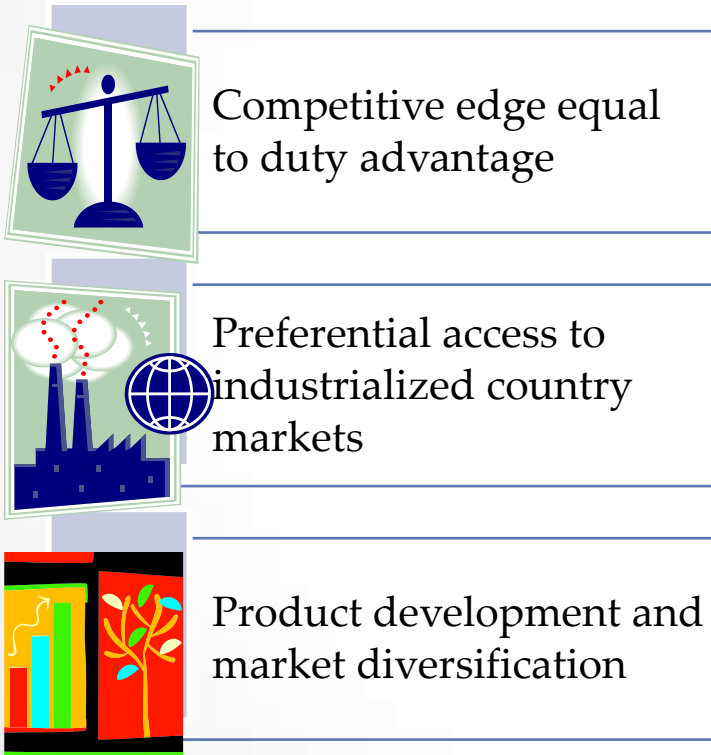 Competitive edge equal
to duty advantage
Preferential access to
industrialized country
markets
Product development and
market diversification